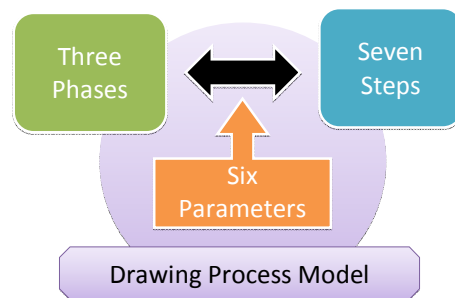 Three
Phases
Seven
Steps
Six
Parameters
Drawing Process Model